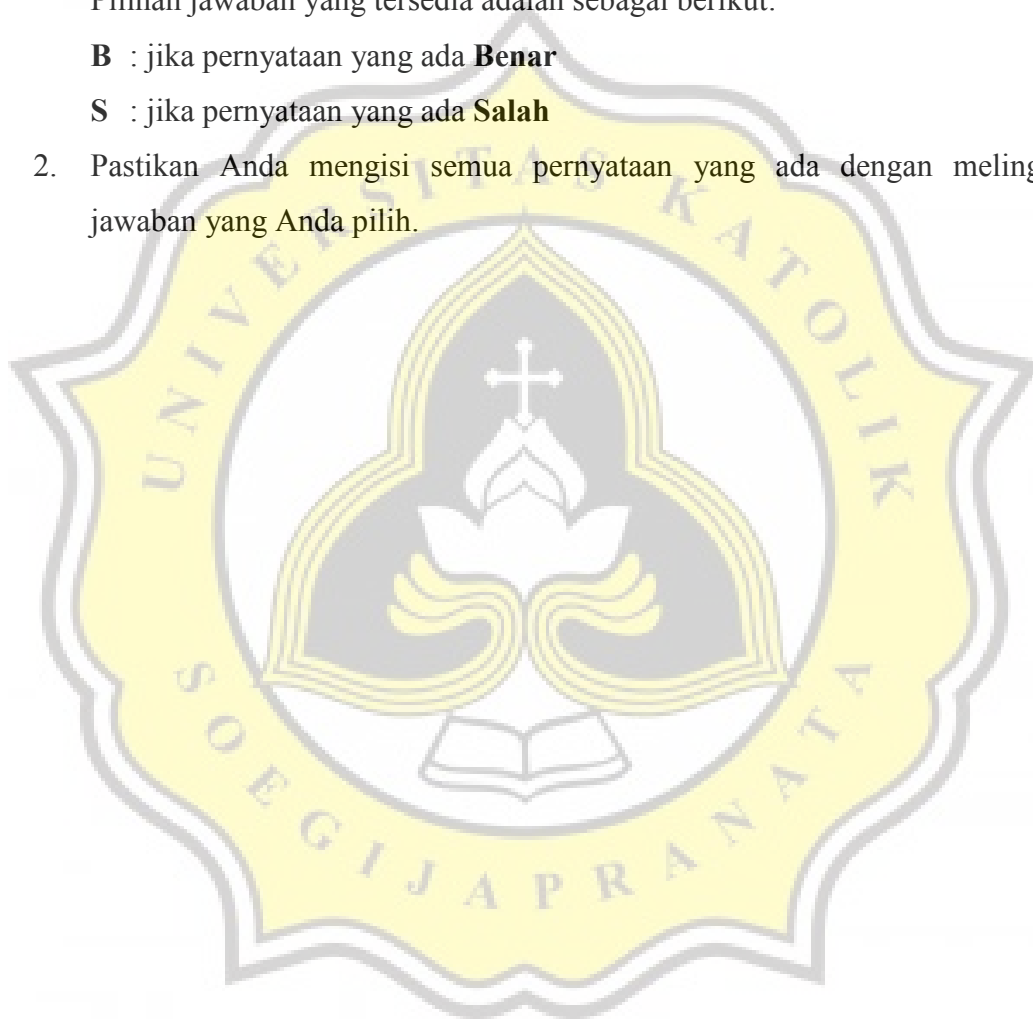 Pilihan jawaban yang tersedia adalah sebagai berikut:
B : jika pernyataan yang ada Benar
S : jika pernyataan yang ada Salah
2. Pastikan Anda mengisi semua pernyataan yang ada dengan
jawaban yang Anda pilih.
UNIVERSITAS KATOLIK
SOEGIJAPRANATA